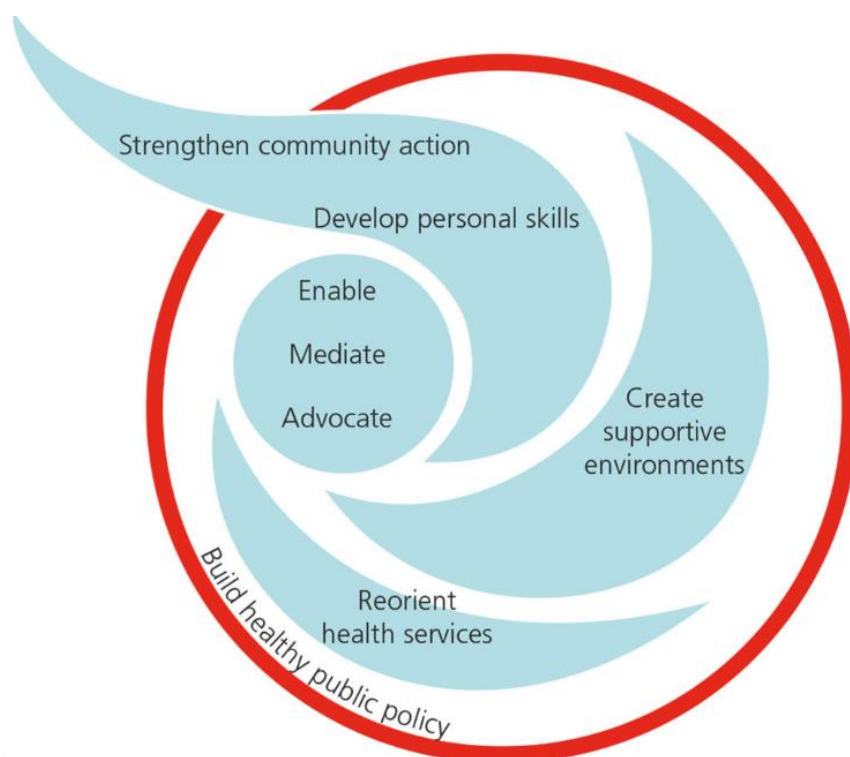 Strengthen community action
Develop personal skills
Enable
Mediate
Advocate
Create
supportive
environments
Reorient
health services
Build healthy public policy